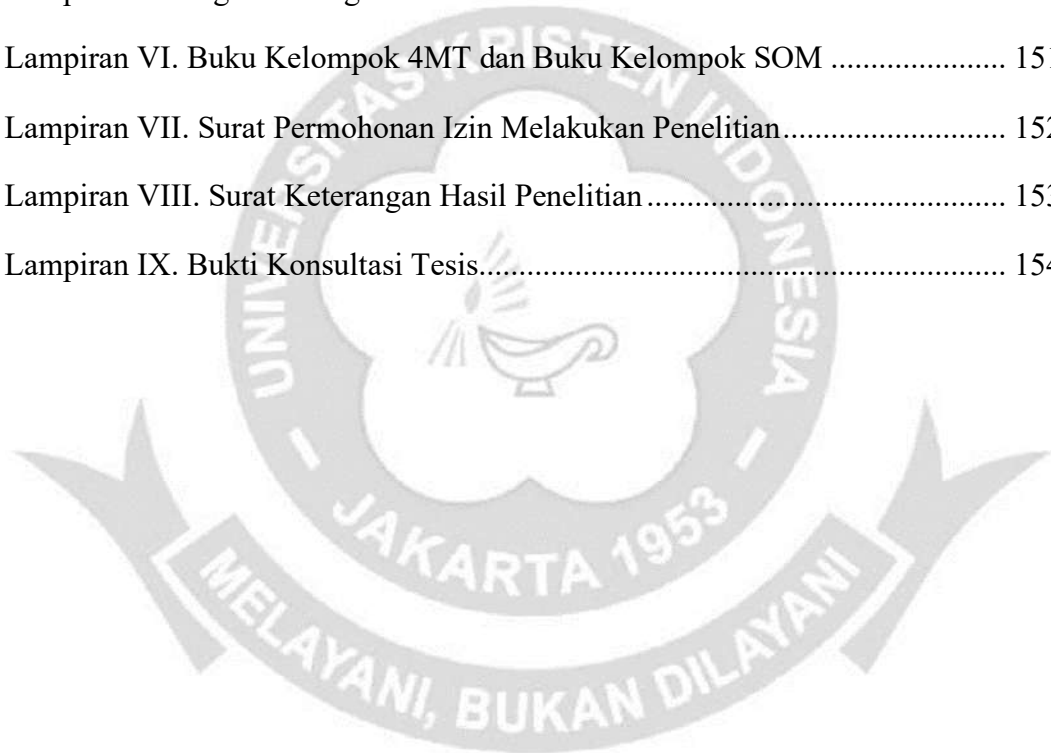 Lampiran VI. Buku Kelompok 4MT dan Buku Kelompok SOM ..................... 151
Lampiran VII. Surat Permohonan Izin Melakukan Penelitian........................... 152
Lampiran VIII. Surat Keterangan Hasil Penelitian........................................... 153
Lampiran IX. Bukti Konsultasi Tesis............................................................... 154
UNIVERSITAS KRISTEN INDONESIA
JAKARTA 1953
MELAYANI, BUKAN DILAYANI